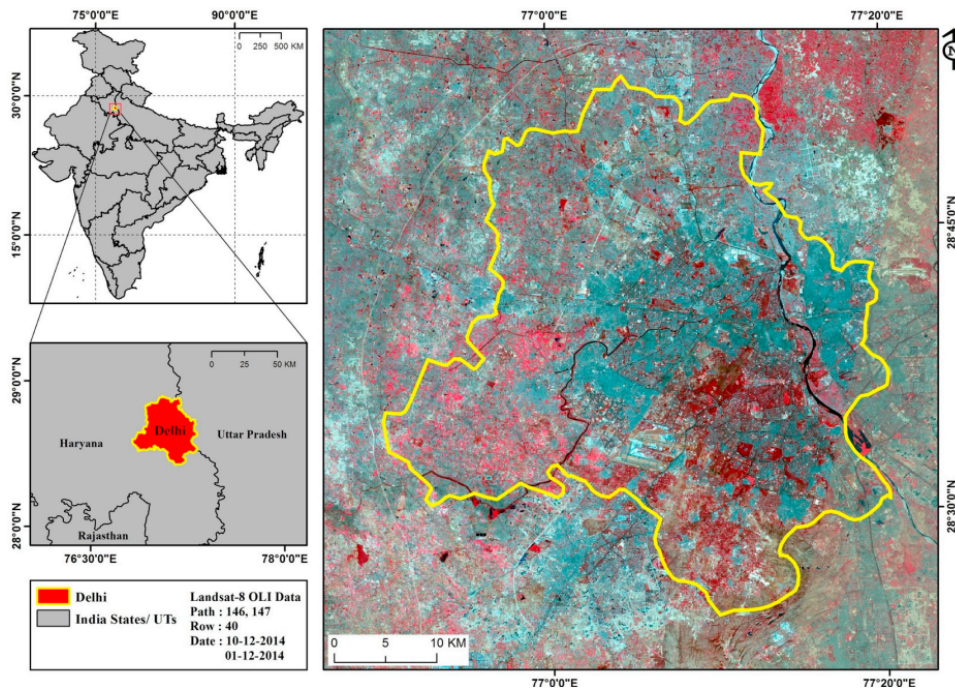 75°0'0"E
90°0'0"E
0 250 500 KM
30°0'0"N
15°0'0"N
0 25 50 KM
29°0'0"N
28°0'0"N
Haryana
Delhi
Uttar Pradesh
Rajasthan
76°30'0"E
78°0'0"E
Delhi
India States/ UTs
Landsat-8 OLI Data
Path : 146, 147
Row : 40
Date : 10-12-2014
01-12-2014
77°0'0"E
77°20'0"E
N
28°45'0"N
28°30'0"N
0 5 10 KM
77°0'0"E
77°20'0"E